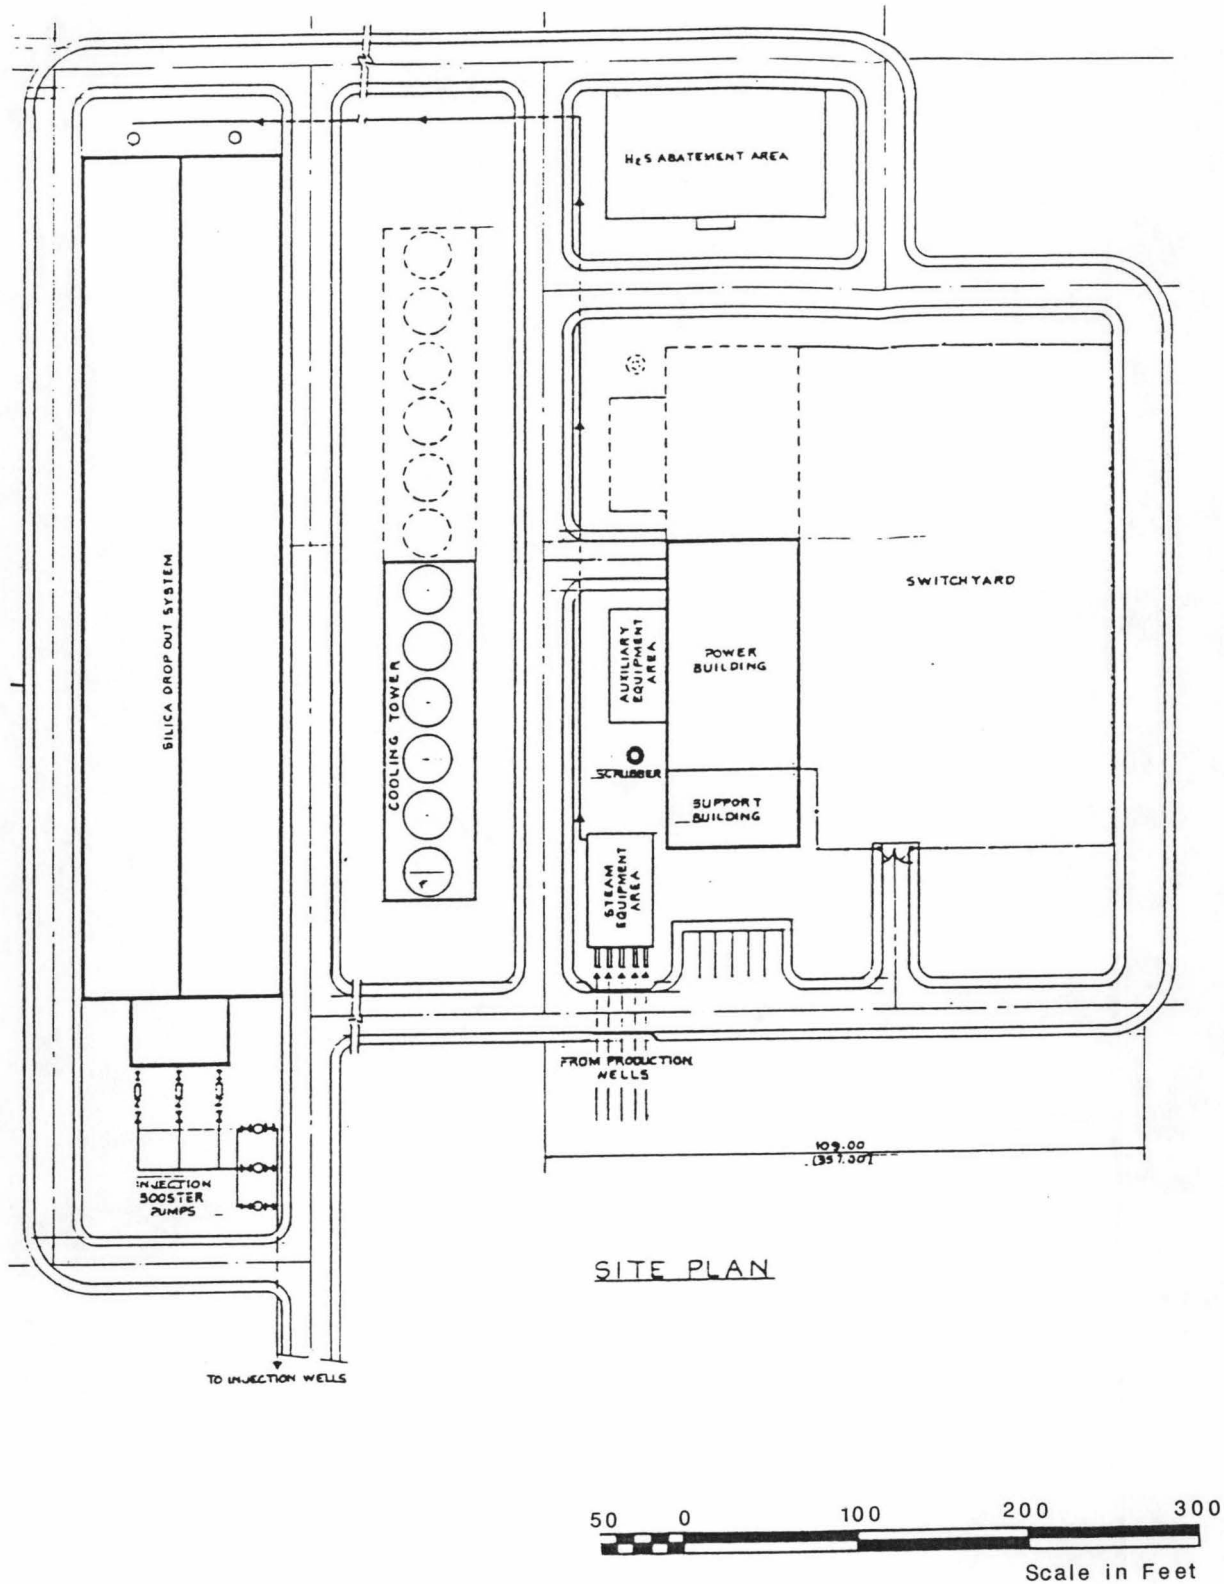 H2S ABATEMENT AREA
SILICA DROP OUT SYSTEM
COOLING TOWER
SWITCHYARD
AUXILIARY
EQUIPMENT
AREA
POWER
BUILDING
SCRUBBER
SUPPORT
BUILDING
STEAM
EQUIPMENT
AREA
FROM PRODUCTION
WELLS
109.00
(357.00)
INJECTION
BOOSTER
PUMPS
SITE PLAN
TO INJECTION WELLS
50 0 100 200 300
Scale in Feet